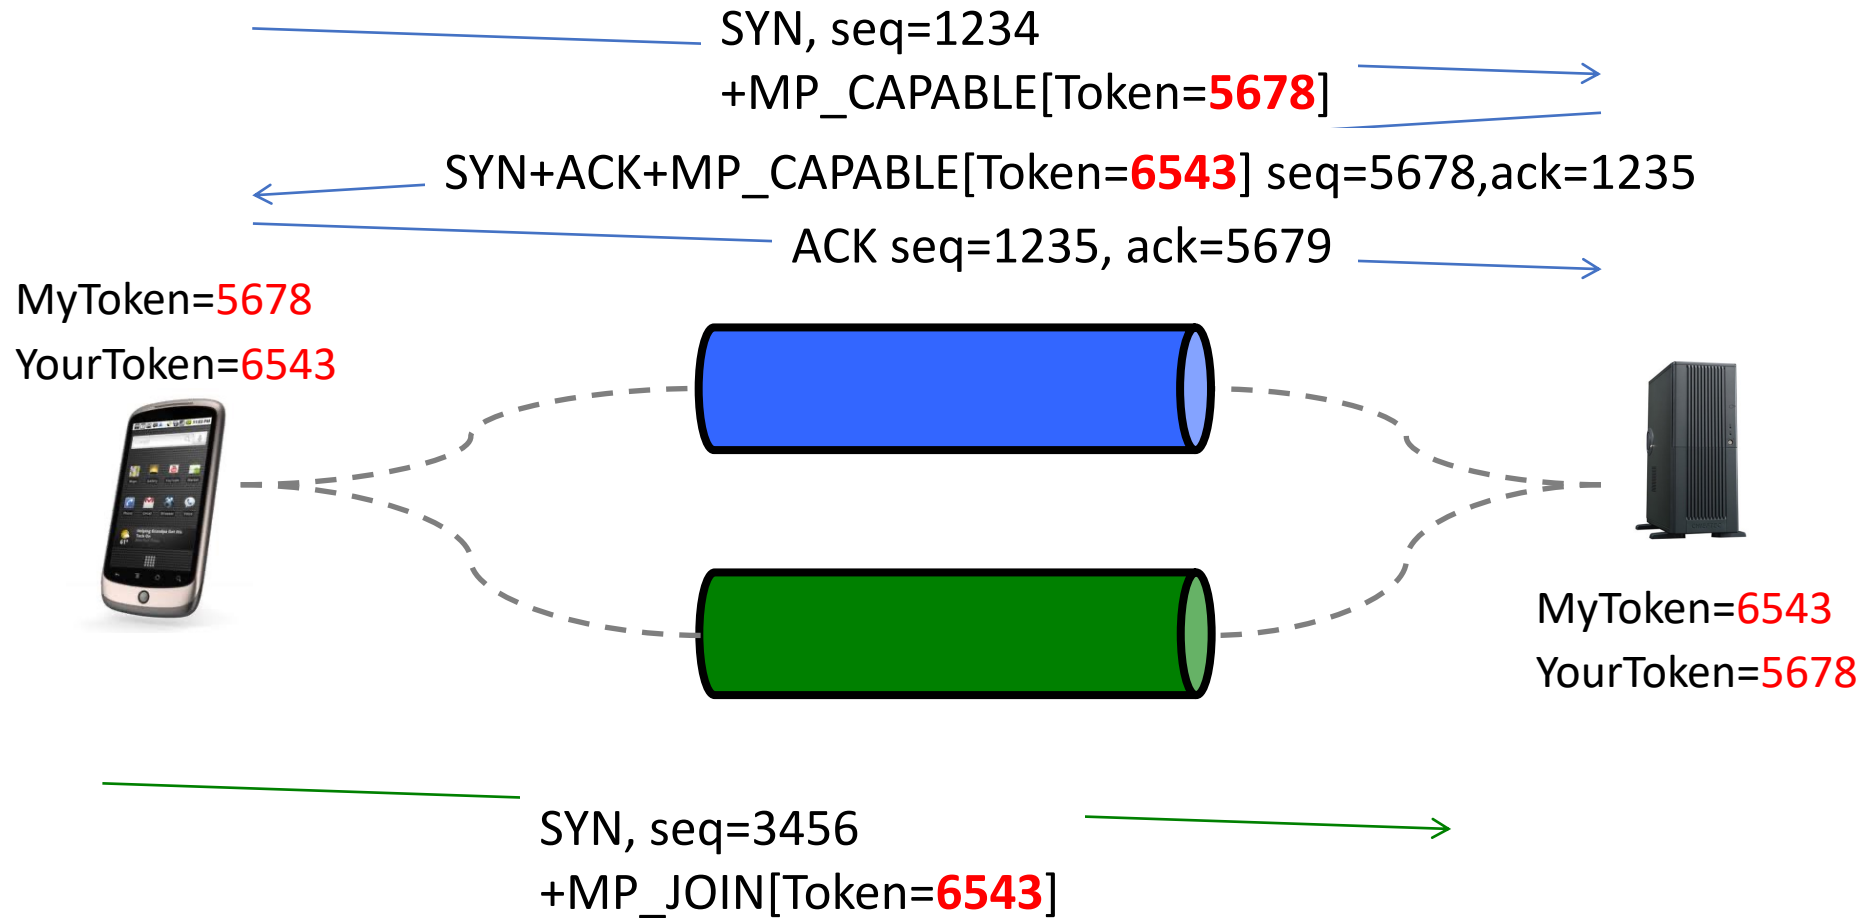 SYN, seq=1234
+MP_CAPABLE[Token=5678]
SYN+ACK+MP_CAPABLE[Token=6543] seq=5678,ack=1235
ACK seq=1235, ack=5679
MyToken=5678
YourToken=6543
MyToken=6543
YourToken=5678
SYN, seq=3456
+MP_JOIN[Token=6543]